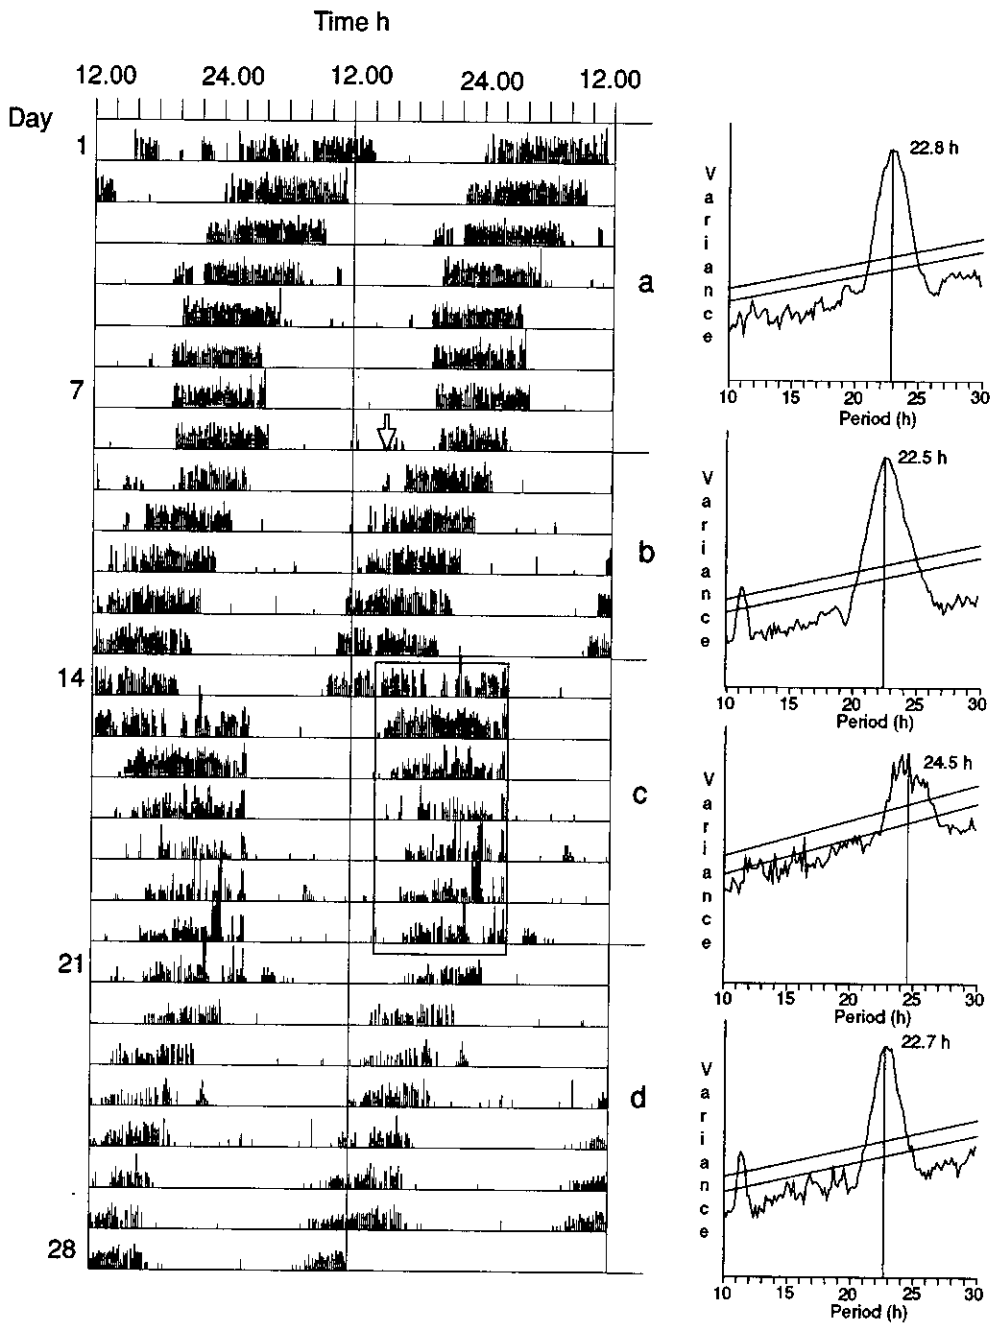 Time h
12.00 24.00 12.00 24.00 12.00
Day
1
7
14
21
28
a
b
c
d
Variance
22.8 h
10 15 20 25 30
Period (h)
Variance
22.5 h
10 15 20 25 30
Period (h)
Variance
24.5 h
10 15 20 25 30
Period (h)
Variance
22.7 h
10 15 20 25 30
Period (h)